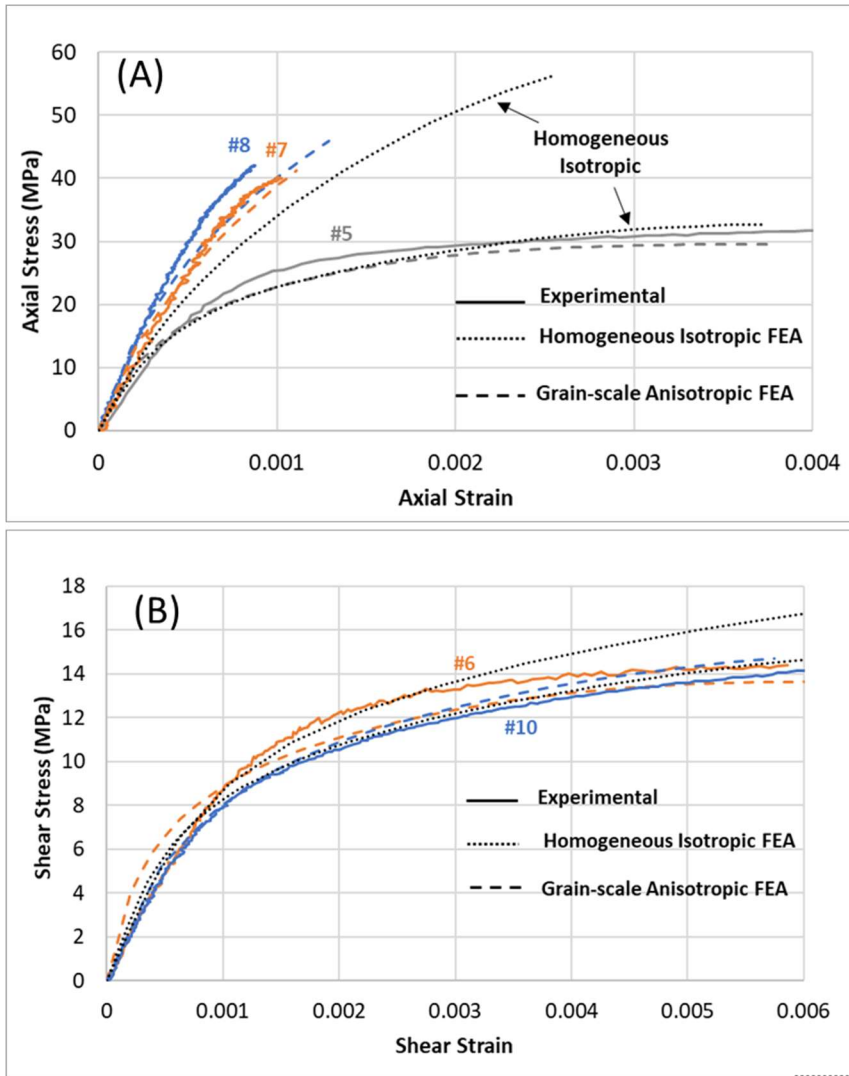 (A)
Axial Stress (MPa)
60
50
40
30
20
10
0
#8
#7
#5
Homogeneous
Isotropic
Experimental
Homogeneous Isotropic FEA
Grain-scale Anisotropic FEA
0 0.001 0.002 0.003 0.004
Axial Strain
(B)
Shear Stress (MPa)
18
16
14
12
10
8
6
4
2
0
#6
#10
Experimental
Homogeneous Isotropic FEA
Grain-scale Anisotropic FEA
0 0.001 0.002 0.003 0.004 0.005 0.006
Shear Strain